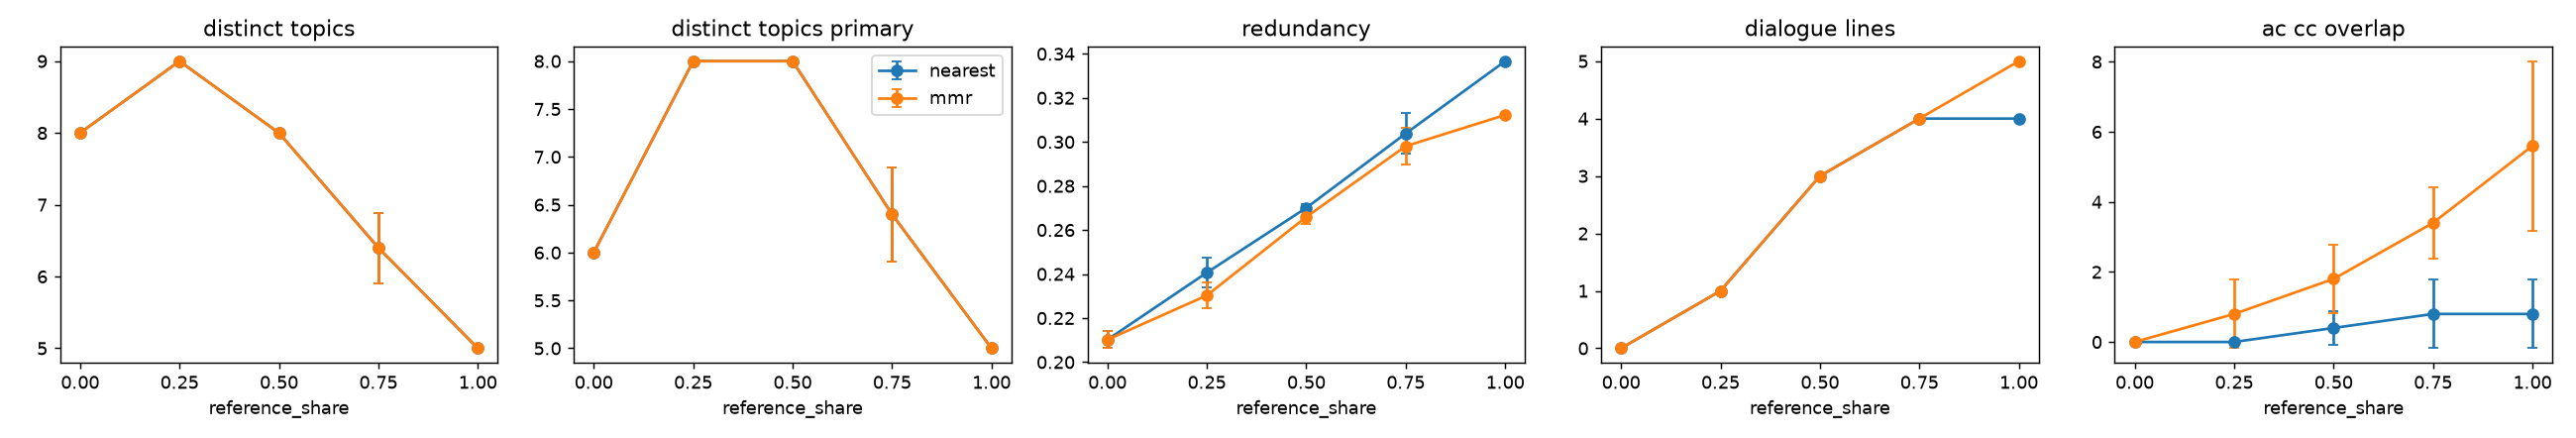 distinct topics
9
8
7
6
5
0.00 0.25 0.50 0.75 1.00
reference_share
distinct topics primary
nearest
mmr
8.0
7.5
7.0
6.5
6.0
5.5
5.0
0.00 0.25 0.50 0.75 1.00
reference_share
redundancy
0.34
0.32
0.30
0.28
0.26
0.24
0.22
0.20
0.00 0.25 0.50 0.75 1.00
reference_share
dialogue lines
5
4
3
2
1
0
0.00 0.25 0.50 0.75 1.00
reference_share
ac cc overlap
8
6
4
2
0
0.00 0.25 0.50 0.75 1.00
reference_share